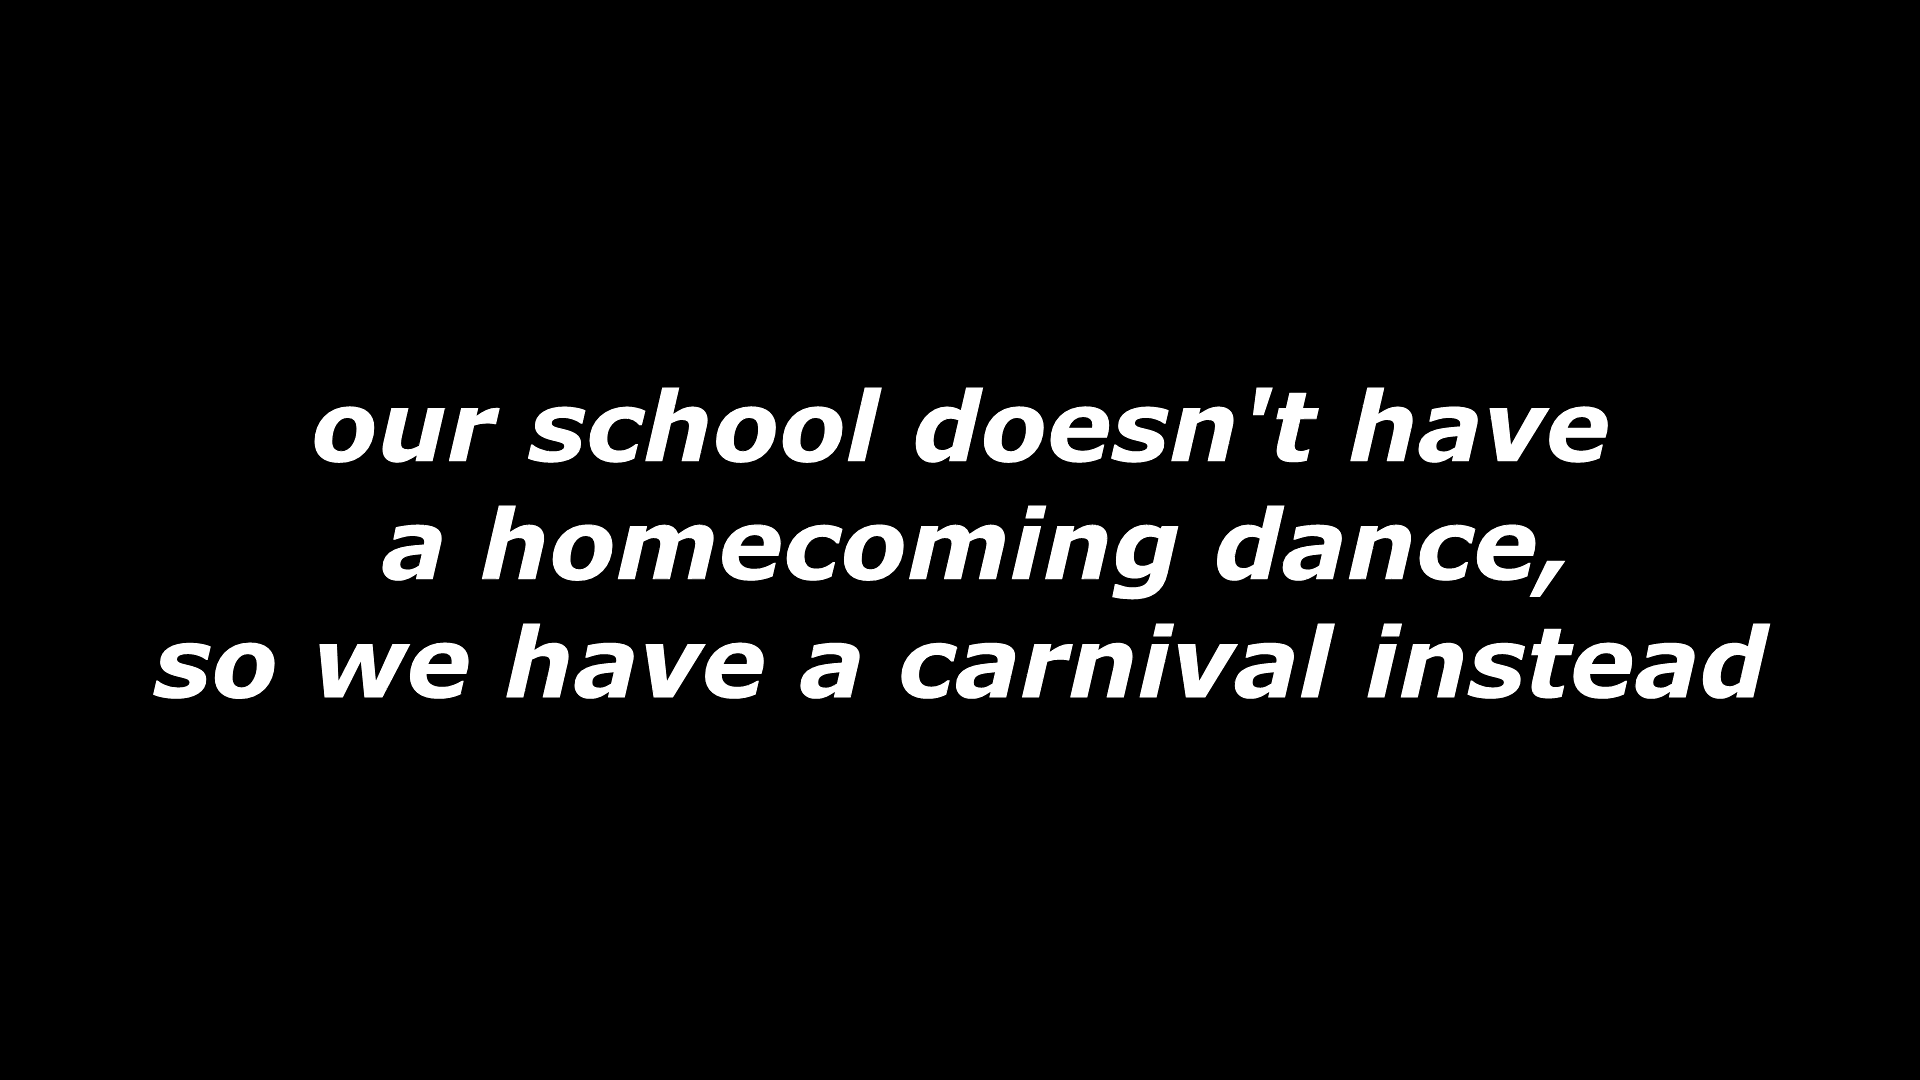 our school doesn't have
a homecoming dance,
so we have a carnival instead